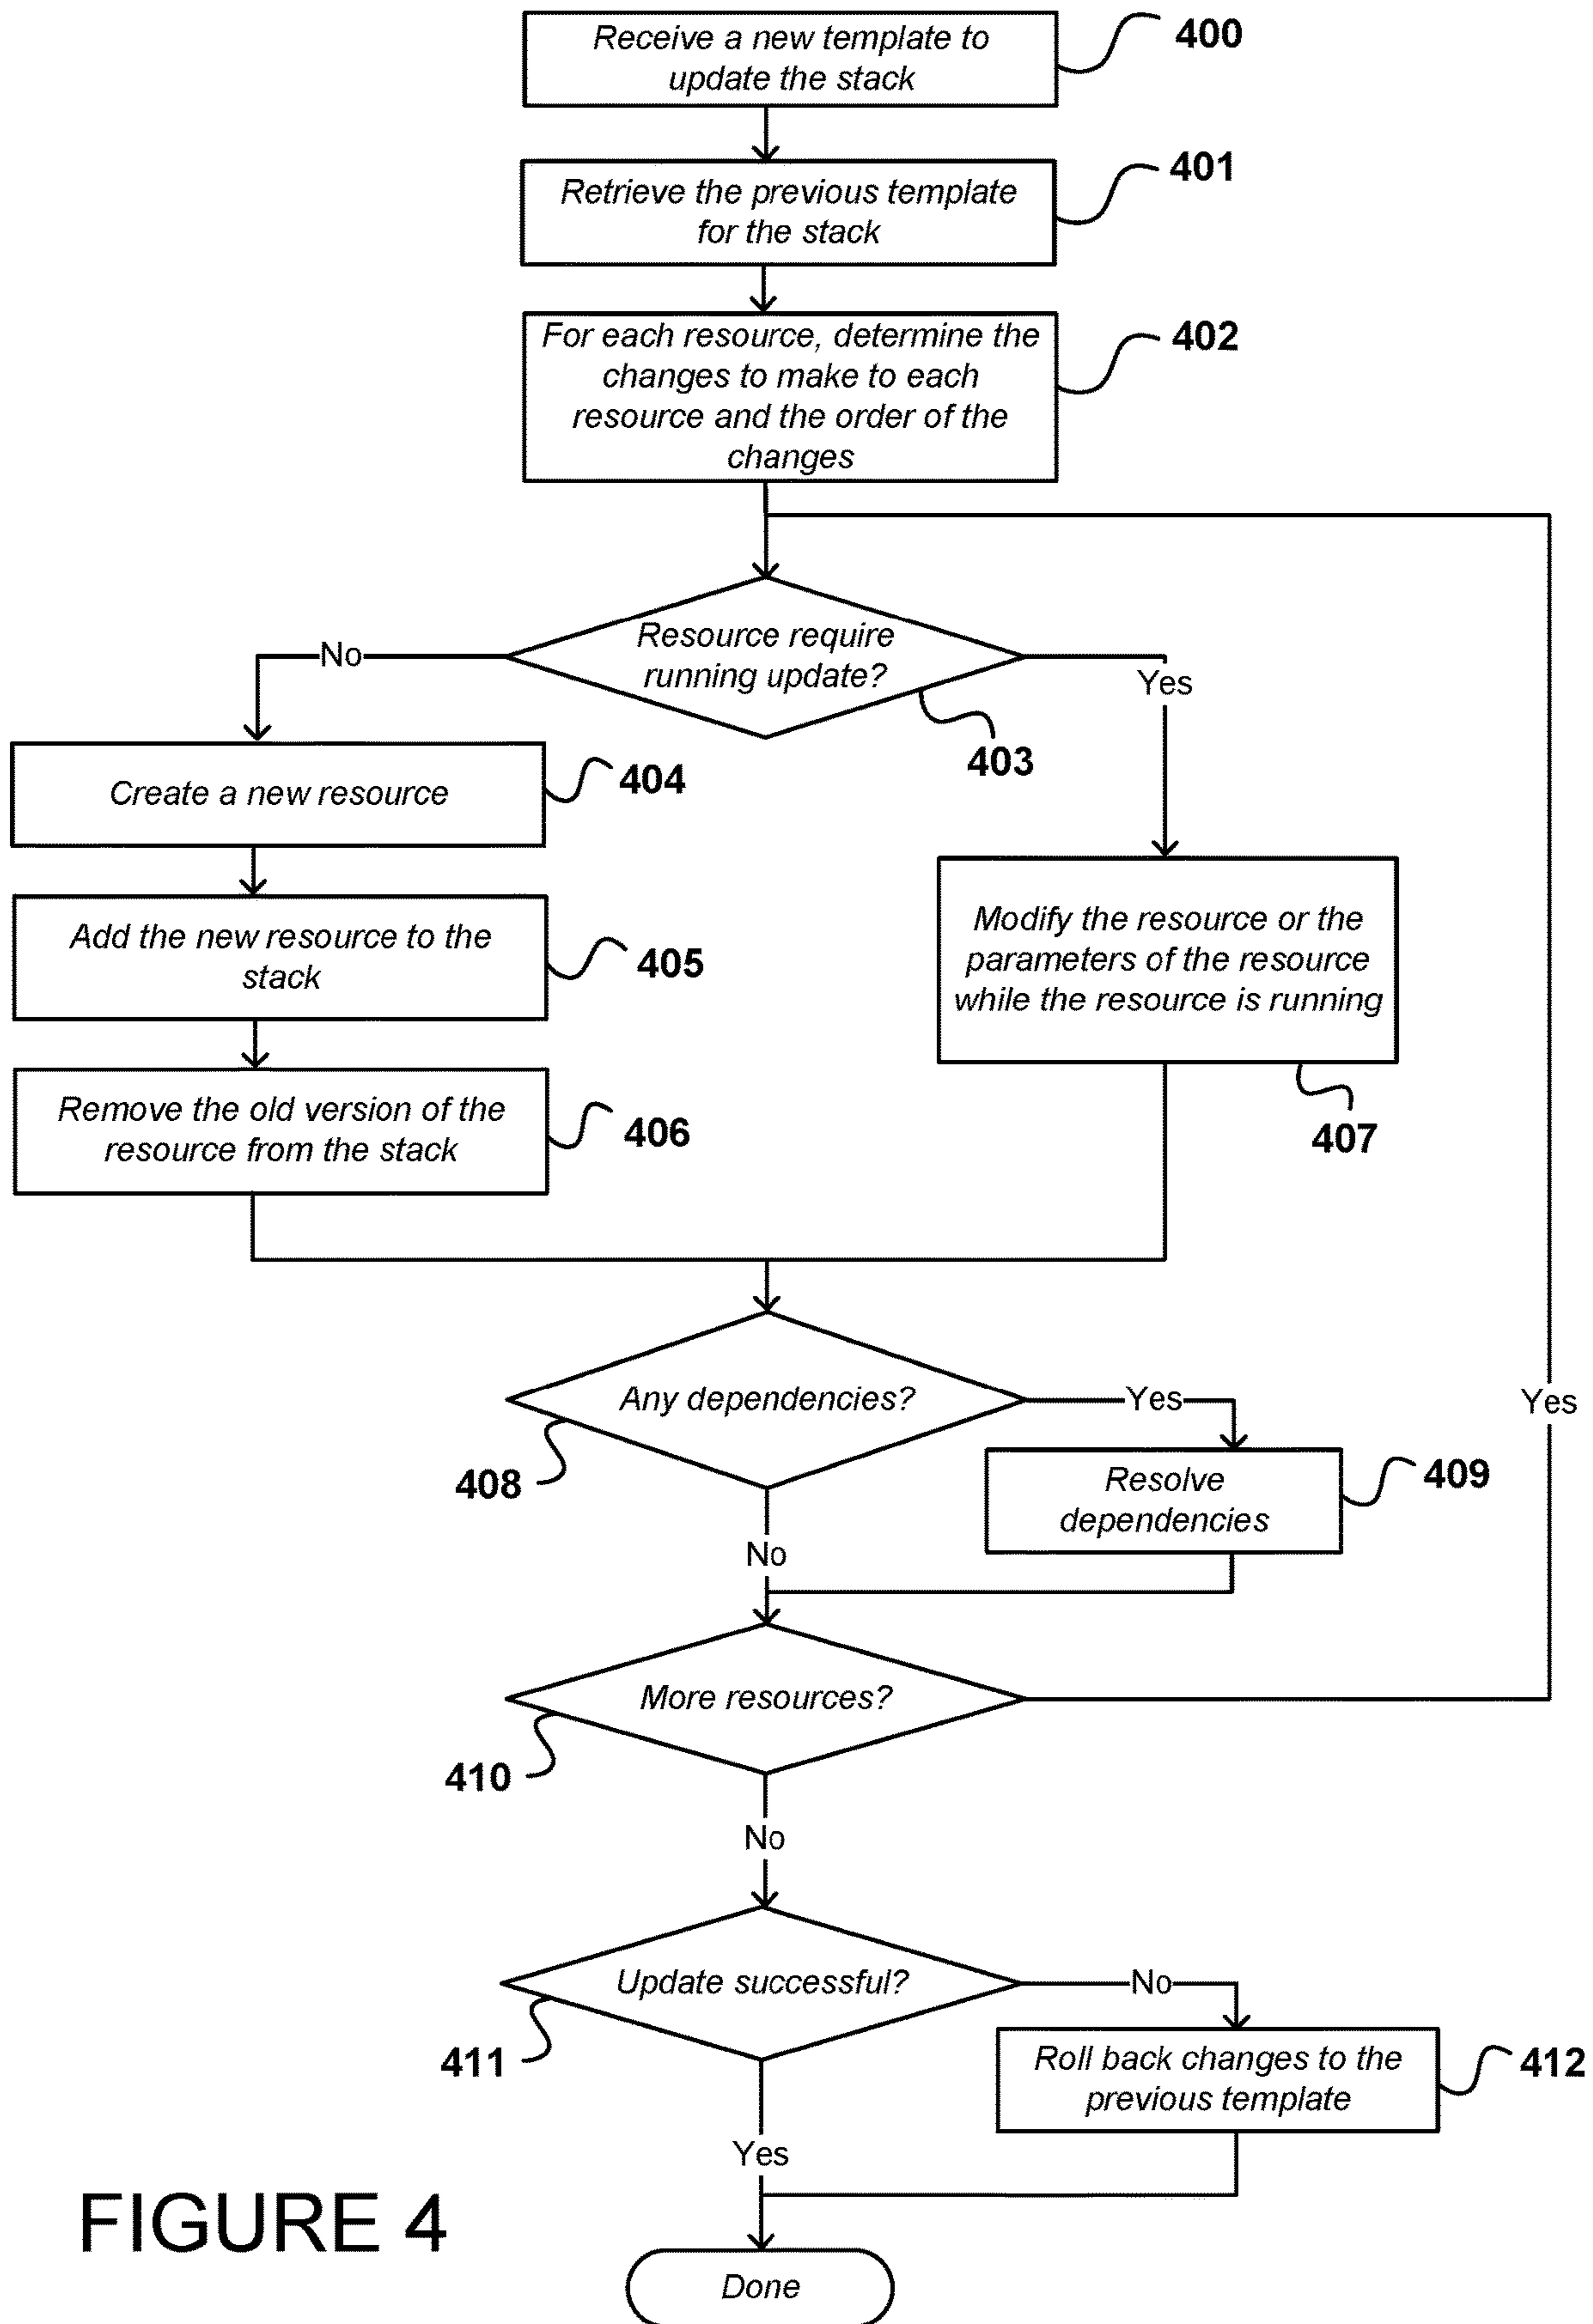 Receive a new template to
update the stack
400
Retrieve the previous template
for the stack
401
For each resource, determine the
changes to make to each
resource and the order of the
changes
402
Resource require
running update?
403
No
Yes
Create a new resource
404
Add the new resource to the
stack
405
Remove the old version of the
resource from the stack
406
Modify the resource or the
parameters of the resource
while the resource is running
407
Any dependencies?
408
Yes
Yes
Resolve
dependencies
409
No
More resources?
410
No
Update successful?
411
No
Roll back changes to the
previous template
412
Yes
FIGURE 4
Done